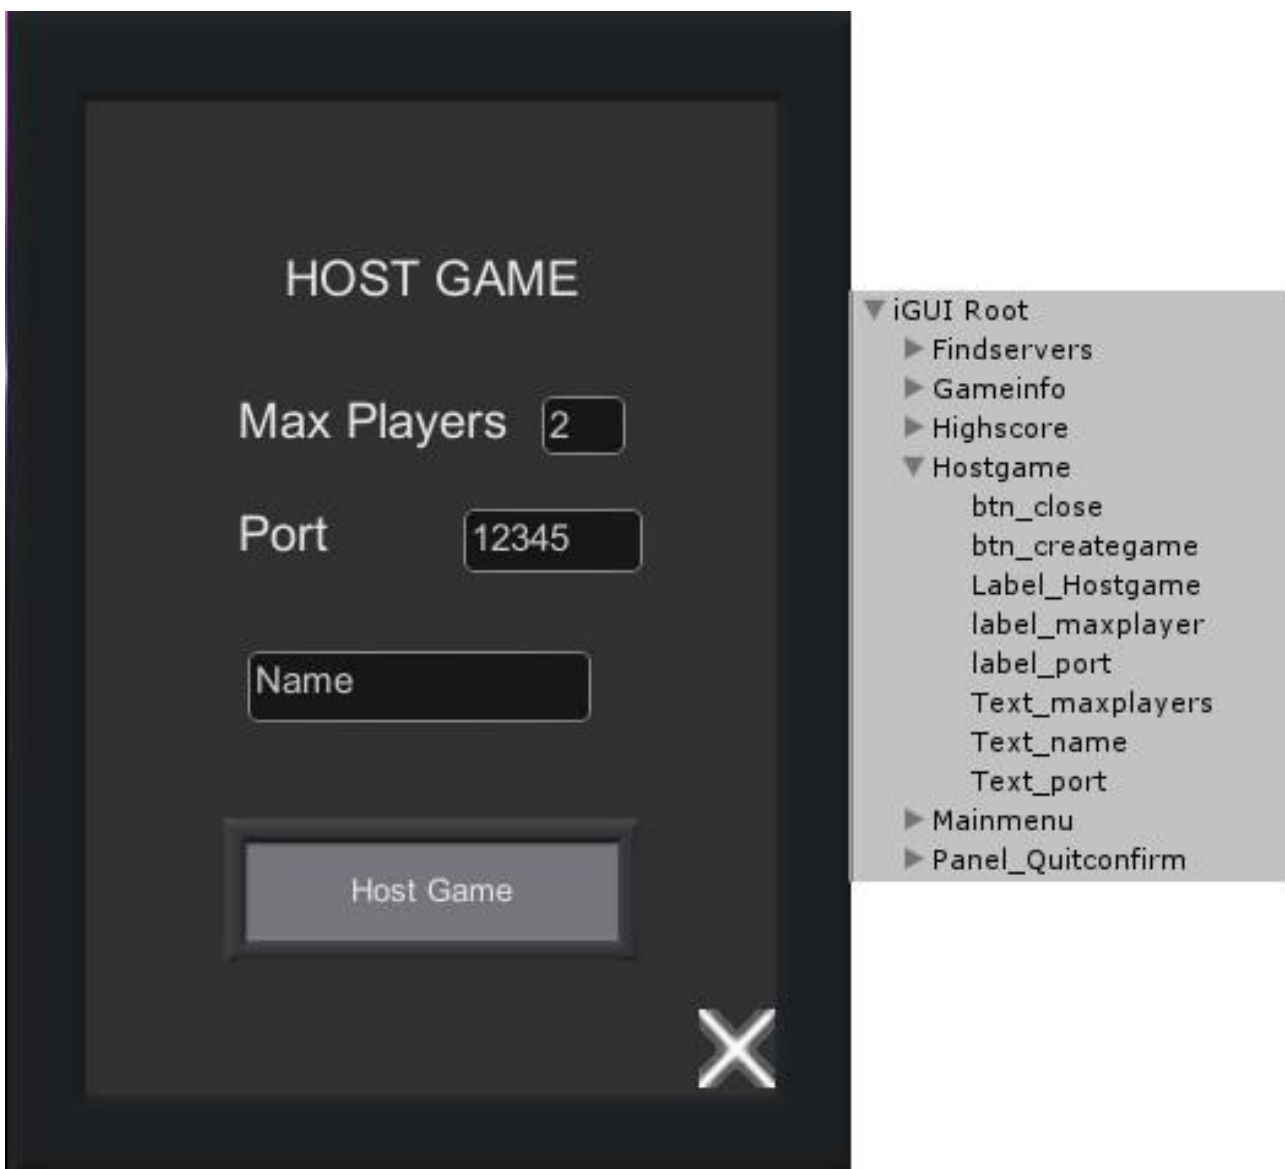 HOST GAME
Max Players 2
Port 12345
Name
Host Game
iGUI Root
Findservers
Gameinfo
Highscore
Hostgame
btn_close
btn_creategame
Label_Hostgame
label_maxplayer
label_port
Text_maxplayers
Text_name
Text_port
Mainmenu
Panel_Quitconfirm